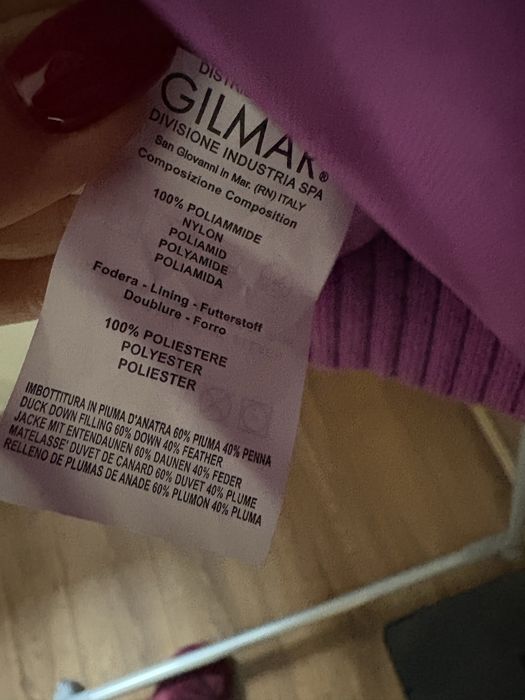 GILMAR®
DIVISIONE INDUSTRIA SPA
San Giovanni in Mar. (RN) ITALY
Composizione Composition
100% POLIAMMIDE
NYLON
POLIAMID
POLYAMIDE
POLIAMIDA
Fodera - Lining - Futterstoff
Doublure - Forro
100% POLIESTERE
POLYESTER
POLIESTER
IMBOTTITURA IN PIUMA D'ANATRA 60% PIUMA 40% PENNA
DUCK DOWN FILLING 60% DOWN 40% FEATHER
JACKE MIT ENTENDAUNEN 60% DAUNEN 40% FEDER
MATELASSE' DUVET DE CANARD 60% DUVET 40% PLUME
RELLENO DE PLUMAS DE ANADE 60% PLUMON 40% PLUMA